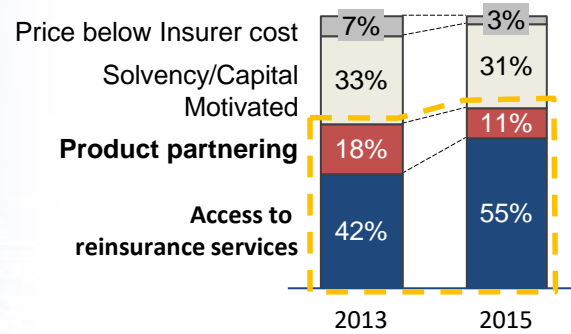 Price below Insurer cost
7%
3%
Solvency/Capital
Motivated
33%
31%
Product partnering
18%
11%
Access to
reinsurance services
42%
55%
2013
2015